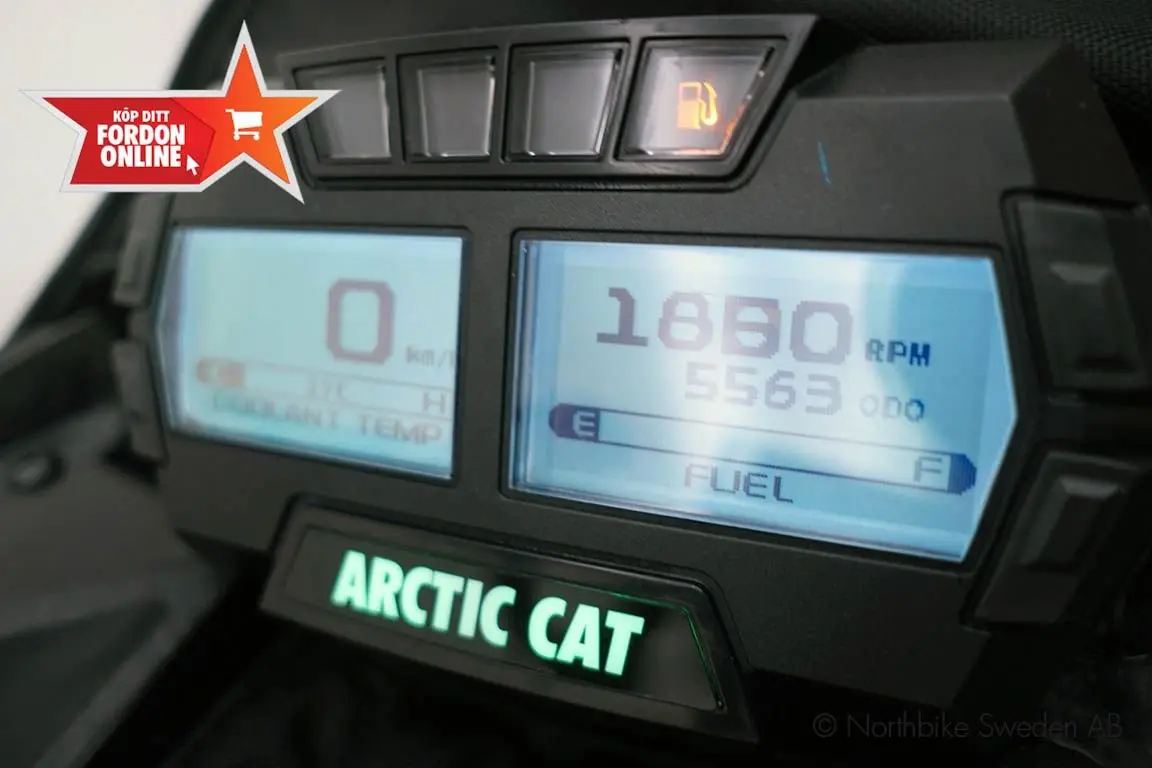 KÖP DITT
FORDON
ONLINE
0
km/
C
H
COOLANT TEMP
1880 RPM
5563 ODO
E
F
FUEL
ARCTIC CAT
© Northbike Sweden AB